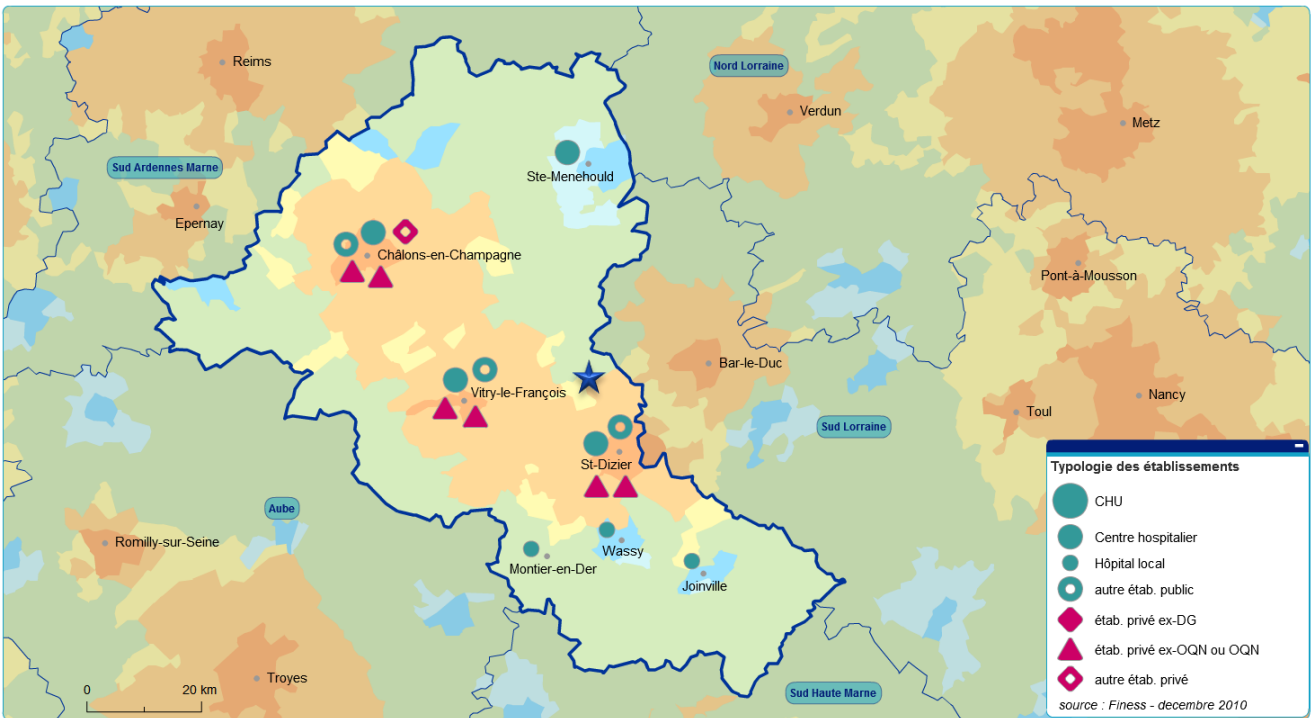 Reims
Nord Lorraine
Verdun
Metz
Sud Ardennes Marne
Ste-Menehould
Epernay
Châlons-en-Champagne
Pont-à-Mousson
Bar-le-Duc
Vitry-le-François
Nancy
Toul
Sud Lorraine
St-Dizier
Aube
Romilly-sur-Seine
Wassy
Montier-en-Der
Joinville
Troyes
0 20 km
Sud Haute Marne
Typologie des établissements
CHU
Centre hospitalier
Hôpital local
autre étab. public
étab. privé ex-DG
étab. privé ex-OQN ou OQN
autre étab. privé
source : Finess - decembre 2010